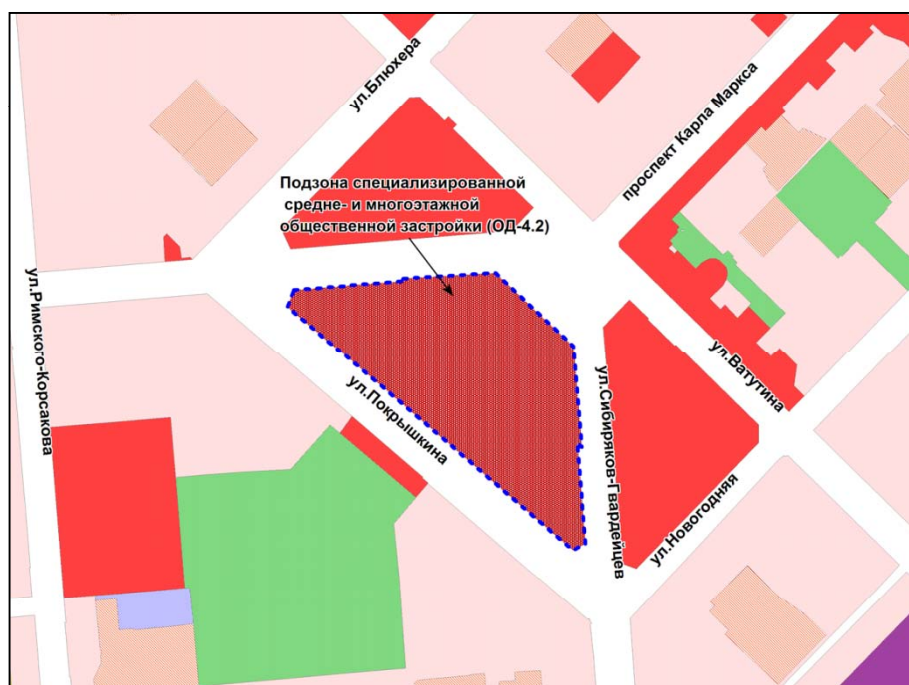 ул.Блюхера
проспект Карла Маркса
Подзона специализированной
средне- и многоэтажной
общественной застройки (ОД-4.2)
ул.Римского-Корсакова
ул.Покрышкина
ул.Сибиряков-Гвардейцев
ул.Ватутина
ул.Новогодняя